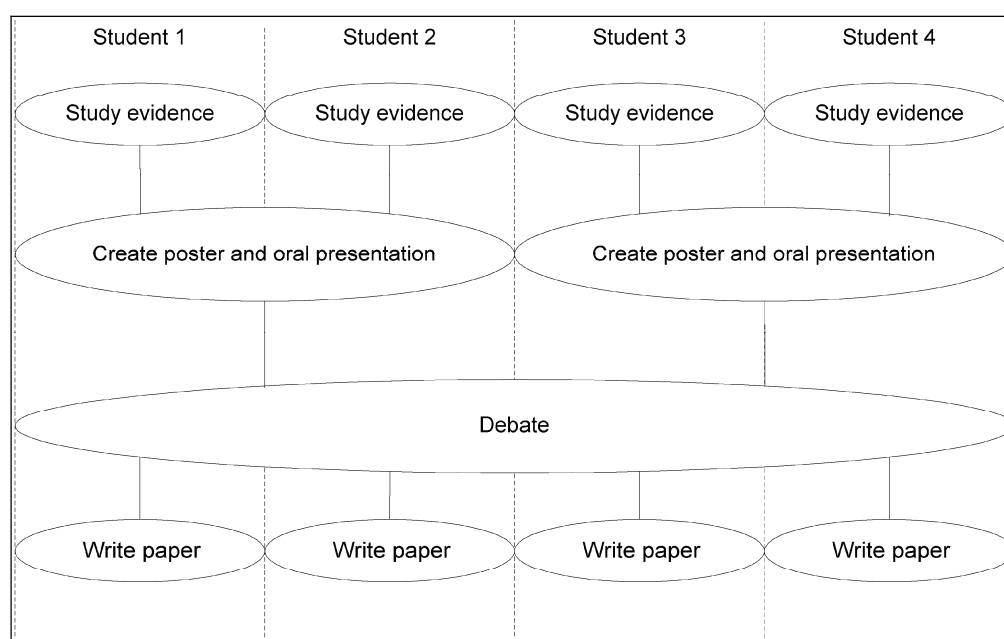 Student 1 Student 2 Student 3 Student 4
Study evidence Study evidence Study evidence Study evidence
Create poster and oral presentation Create poster and oral presentation
Debate
Write paper Write paper Write paper Write paper